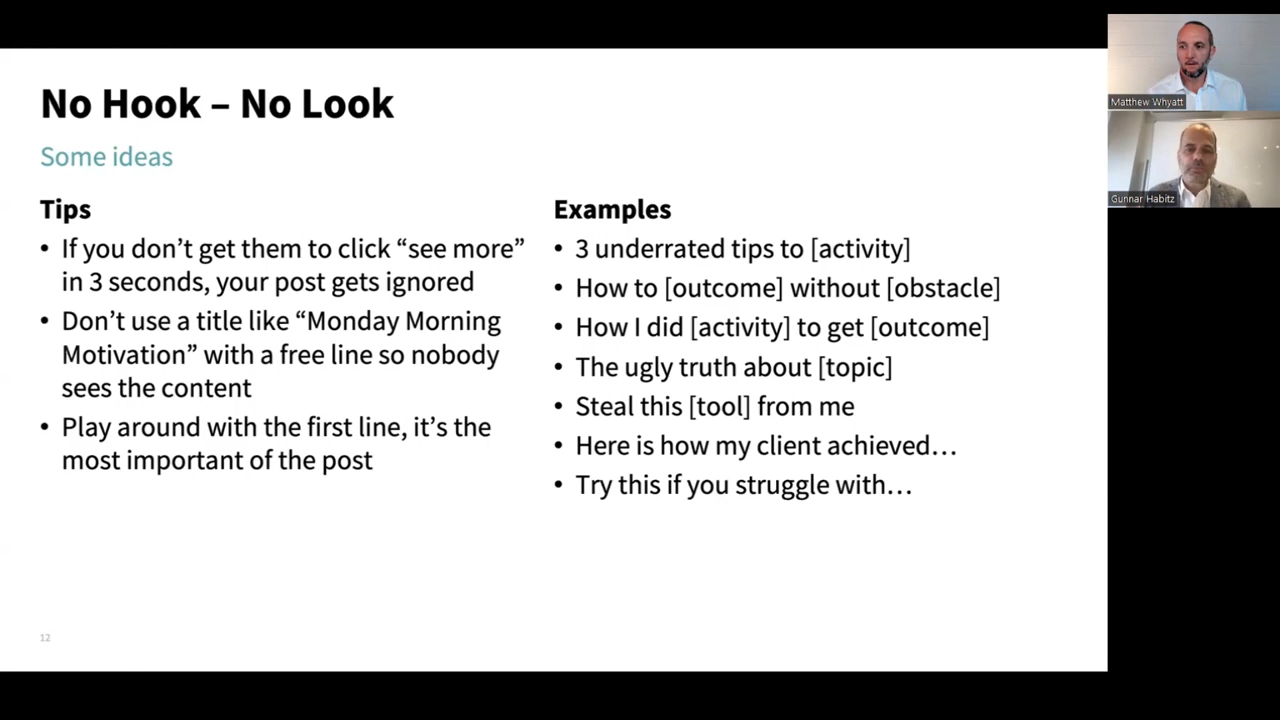 No Hook – No Look
Some ideas
Tips
• If you don’t get them to click “see more”
in 3 seconds, your post gets ignored
• Don’t use a title like “Monday Morning
Motivation” with a free line so nobody
sees the content
• Play around with the first line, it’s the
most important of the post
Examples
• 3 underrated tips to [activity]
• How to [outcome] without [obstacle]
• How I did [activity] to get [outcome]
• The ugly truth about [topic]
• Steal this [tool] from me
• Here is how my client achieved…
• Try this if you struggle with…
12
Matthew Whyatt
Gunnar Habitz